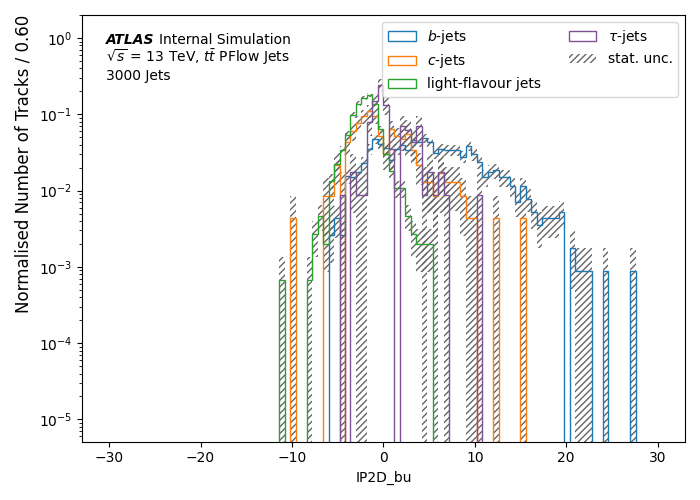 ATLAS Internal Simulation
√s = 13 TeV, tt̄ PFlow Jets
3000 Jets
b-jets
c-jets
light-flavour jets
τ-jets
stat. unc.
Normalised Number of Tracks / 0.60
10⁰
10⁻¹
10⁻²
10⁻³
10⁻⁴
10⁻⁵
−30 −20 −10 0 10 20 30
IP2D_bu